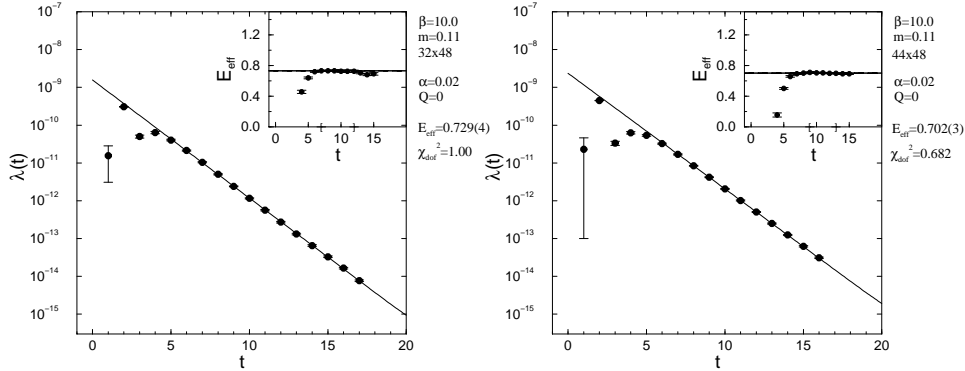 10⁻⁷
10⁻⁸
10⁻⁹
10⁻¹⁰
10⁻¹¹
10⁻¹²
10⁻¹³
10⁻¹⁴
10⁻¹⁵
λ(t)
0 5 10 15 20
t
1.2
0.8
0.4
0.0
E_eff
0 5 10 15
t
β=10.0
m=0.11
32x48
α=0.02
Q=0
E_eff=0.729(4)
χ_dof²=1.00
10⁻⁷
10⁻⁸
10⁻⁹
10⁻¹⁰
10⁻¹¹
10⁻¹²
10⁻¹³
10⁻¹⁴
10⁻¹⁵
λ(t)
0 5 10 15 20
t
1.2
0.8
0.4
0.0
E_eff
0 5 10 15
t
β=10.0
m=0.11
44x48
α=0.02
Q=0
E_eff=0.702(3)
χ_dof²=0.682